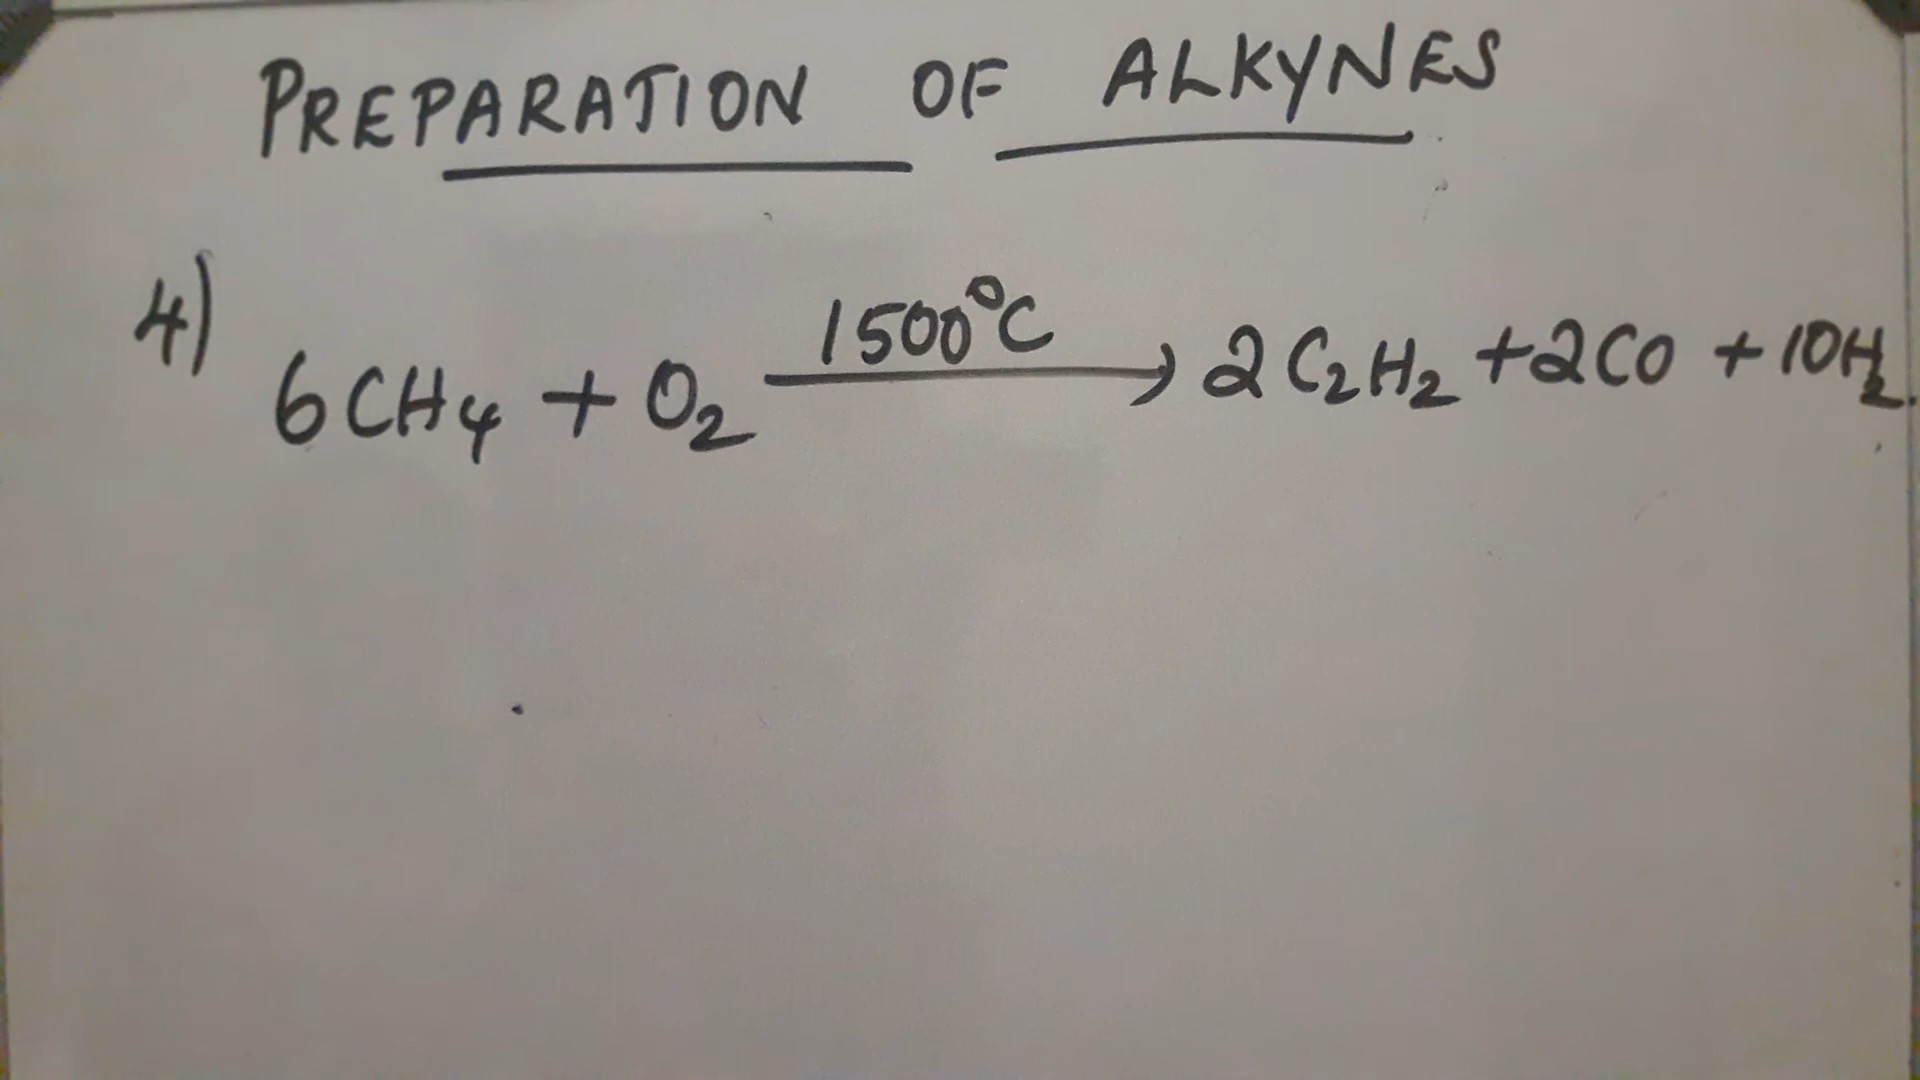 PREPARATION OF ALKYNES
4) 6CH₄ + O₂ 1500°C → 2C₂H₂ + 2CO + 10H₂